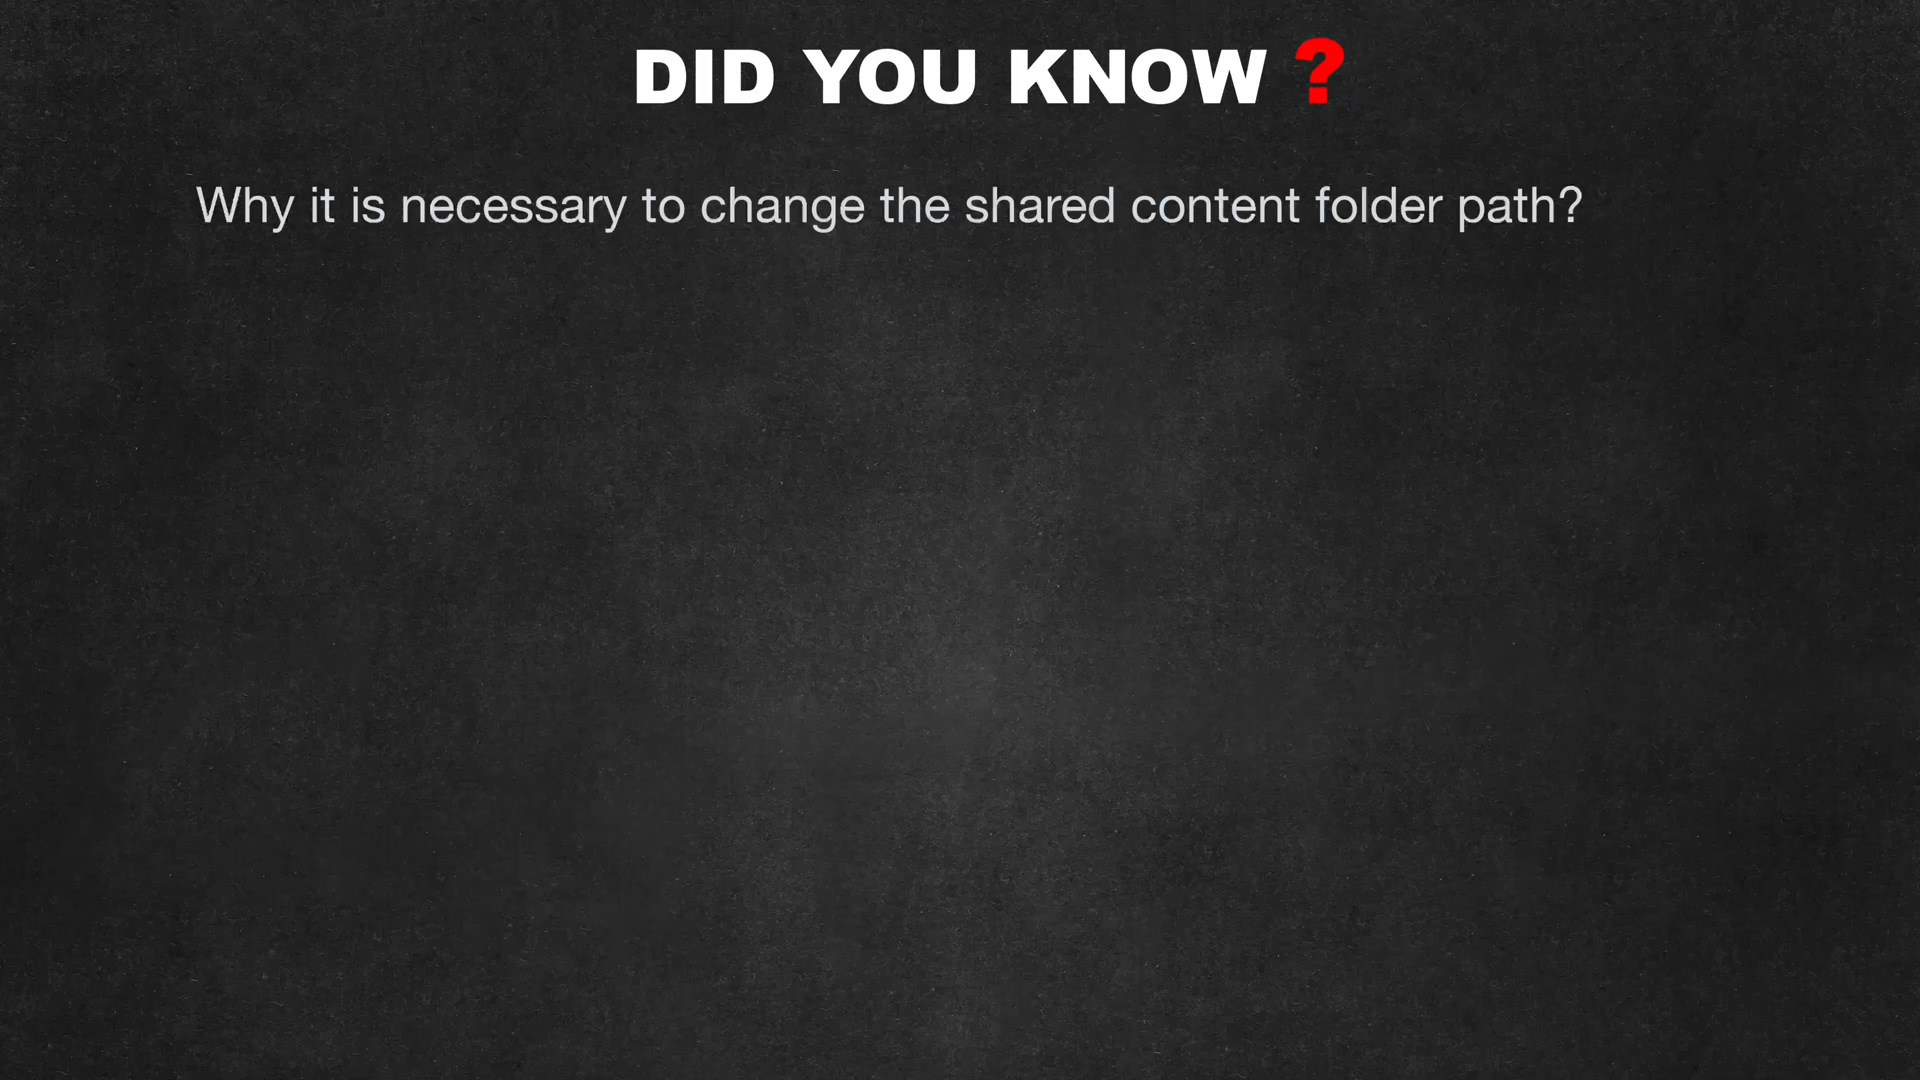 DID YOU KNOW ?
Why it is necessary to change the shared content folder path?